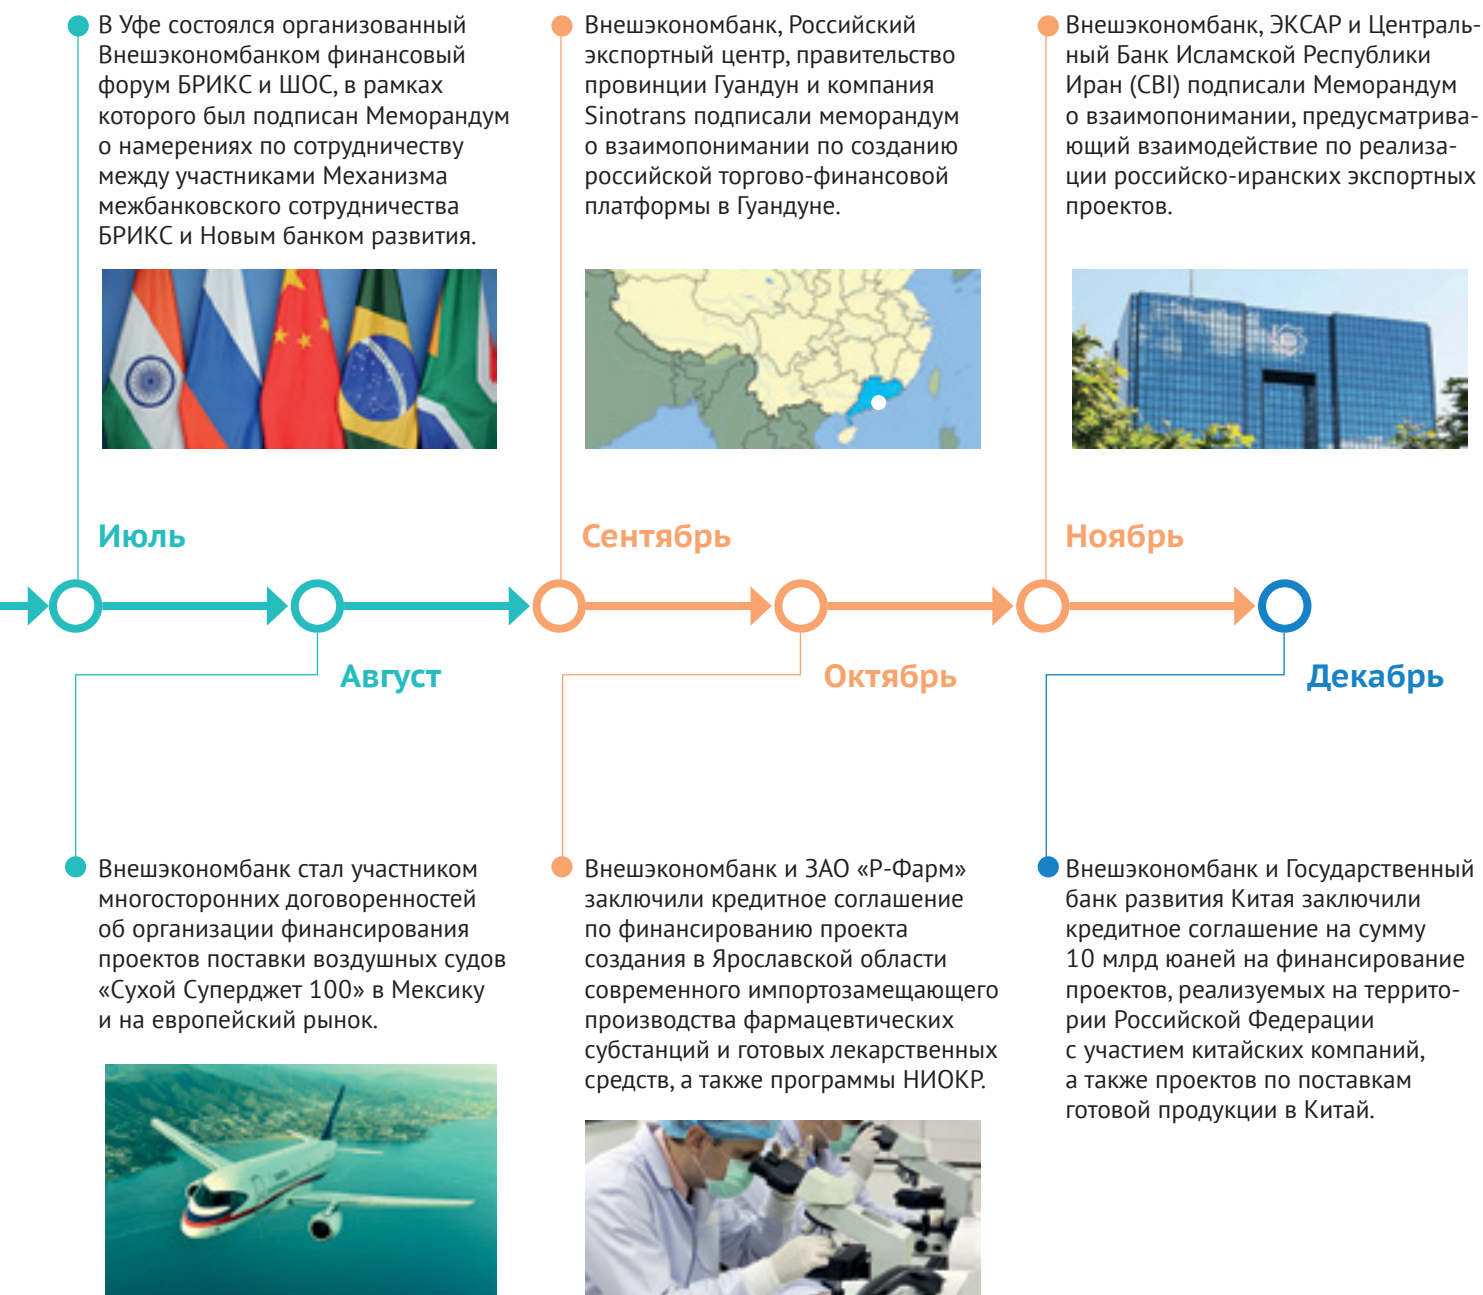 В Уфе состоялся организованный
Внешэкономбанком финансовый
форум БРИКС и ШОС, в рамках
которого был подписан Меморандум
о намерениях по сотрудничеству
между участниками Механизма
межбанковского сотрудничества
БРИКС и Новым банком развития.
Внешэкономбанк, Российский
экспортный центр, правительство
провинции Гуандун и компания
Sinotrans подписали меморандум
о взаимопонимании по созданию
российской торгово-финансовой
платформы в Гуандуне.
Внешэкономбанк, ЭКСАР и Централь-
ный Банк Исламской Республики
Иран (CBI) подписали Меморандум
о взаимопонимании, предусматрива-
ющий взаимодействие по реализа-
ции российско-иранских экспортных
проектов.
Июль
Сентябрь
Ноябрь
Август
Октябрь
Декабрь
Внешэкономбанк стал участником
многосторонних договоренностей
об организации финансирования
проектов поставки воздушных судов
«Сухой Суперджет 100» в Мексику
и на европейский рынок.
Внешэкономбанк и ЗАО «Р-Фарм»
заключили кредитное соглашение
по финансированию проекта
создания в Ярославской области
современного импортозамещающего
производства фармацевтических
субстанций и готовых лекарственных
средств, а также программы НИОКР.
Внешэкономбанк и Государственный
банк развития Китая заключили
кредитное соглашение на сумму
10 млрд юаней на финансирование
проектов, реализуемых на террито-
рии Российской Федерации
с участием китайских компаний,
а также проектов по поставкам
готовой продукции в Китай.